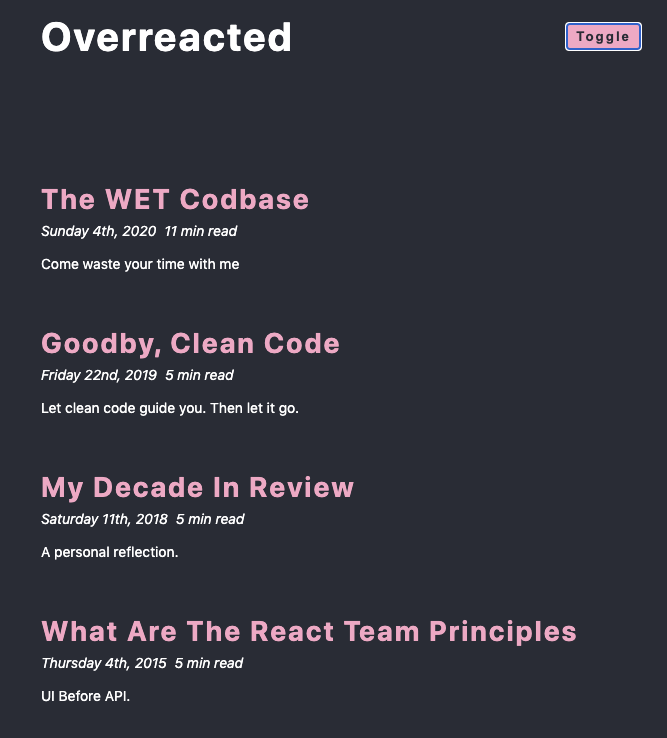 Overreacted
Toggle
The WET Codbase
Sunday 4th, 2020 11 min read
Come waste your time with me
Goodby, Clean Code
Friday 22nd, 2019 5 min read
Let clean code guide you. Then let it go.
My Decade In Review
Saturday 11th, 2018 5 min read
A personal reflection.
What Are The React Team Principles
Thursday 4th, 2015 5 min read
UI Before API.